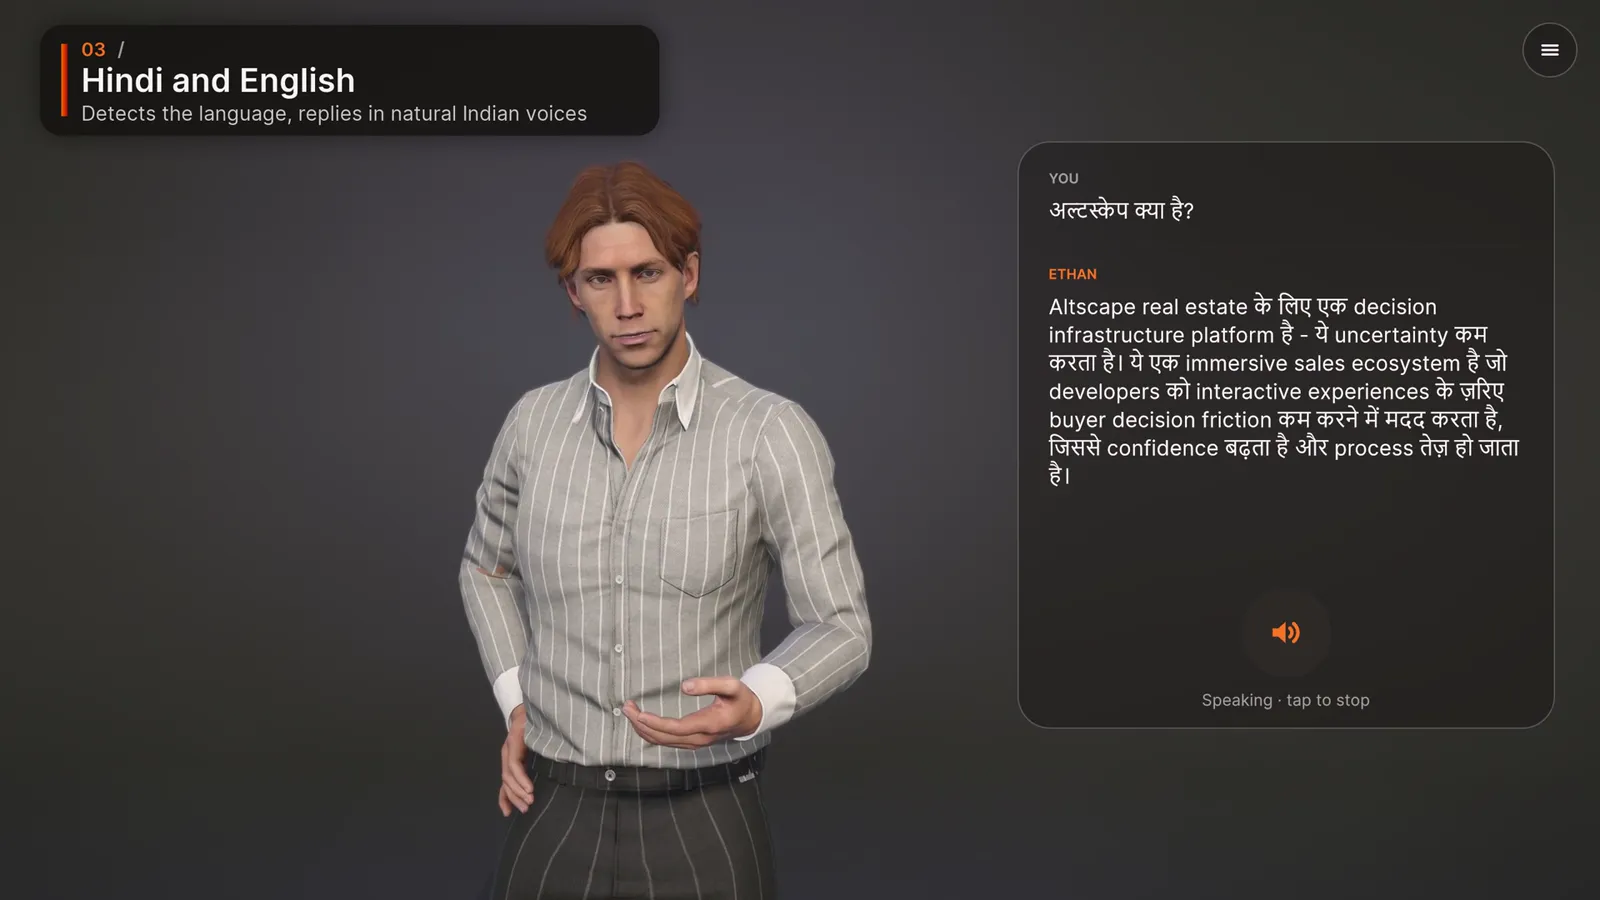 03 /
Hindi and English
Detects the language, replies in natural Indian voices
YOU
अल्टस्केप क्या है?
ETHAN
Altscape real estate के लिए एक decision
infrastructure platform है - ये uncertainty कम
करता है। ये एक immersive sales ecosystem है जो
developers को interactive experiences के ज़रिए
buyer decision friction कम करने में मदद करता है,
जिससे confidence बढ़ता है और process तेज़ हो जाता
है।
Speaking · tap to stop